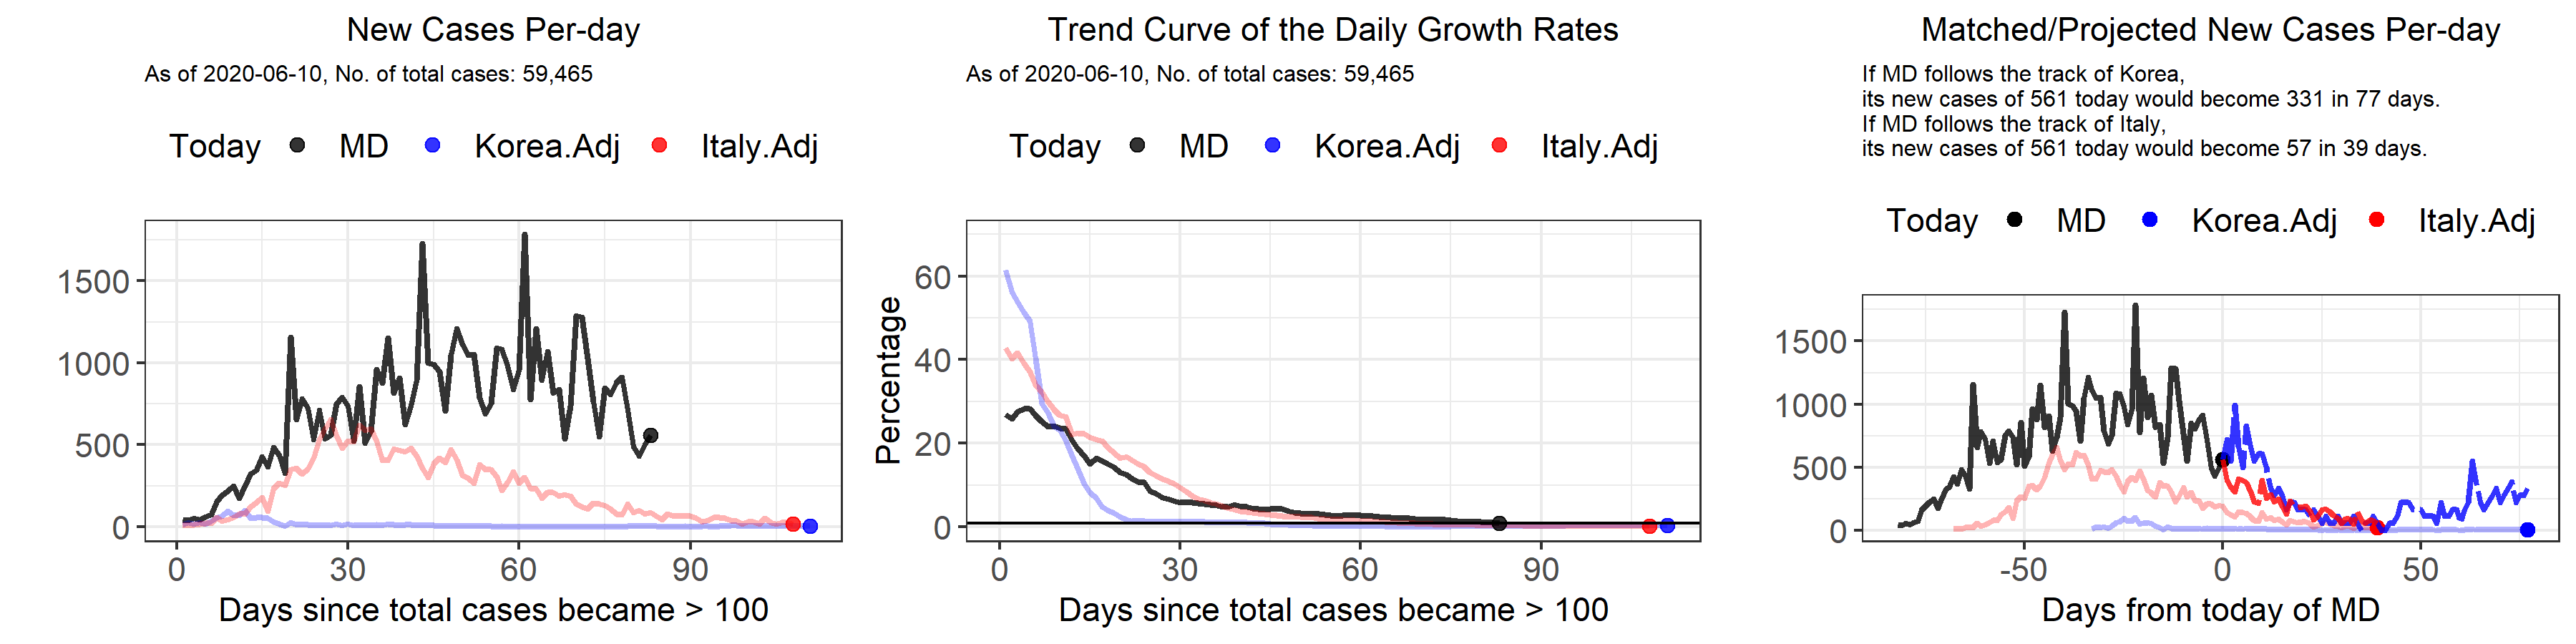 New Cases Per-day
As of 2020-06-10, No. of total cases: 59,465
Today MD Korea.Adj Italy.Adj
1500
1000
500
0
0 30 60 90
Days since total cases became > 100
Trend Curve of the Daily Growth Rates
As of 2020-06-10, No. of total cases: 59,465
Today MD Korea.Adj Italy.Adj
Percentage
60
40
20
0
0 30 60 90
Days since total cases became > 100
Matched/Projected New Cases Per-day
If MD follows the track of Korea,
its new cases of 561 today would become 331 in 77 days.
If MD follows the track of Italy,
its new cases of 561 today would become 57 in 39 days.
Today MD Korea.Adj Italy.Adj
1500
1000
500
0
-50 0 50
Days from today of MD